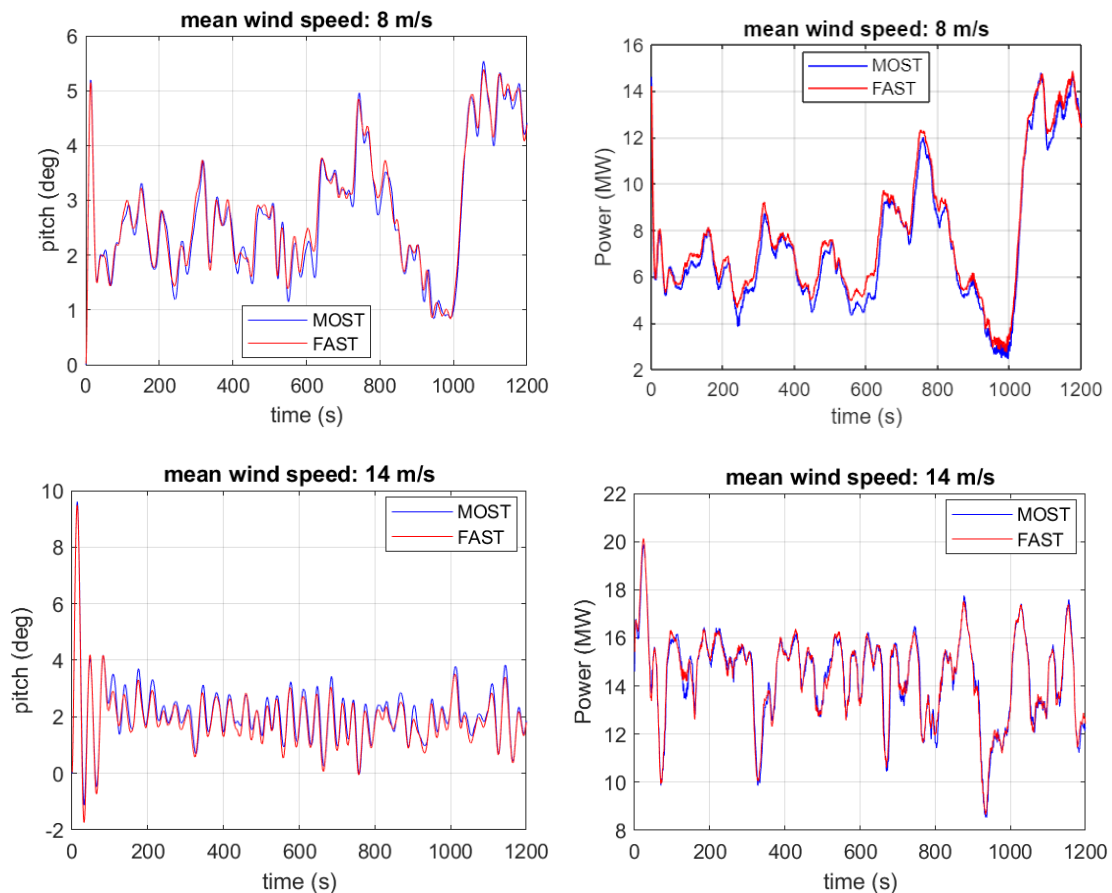 mean wind speed: 8 m/s
pitch (deg)
6
5
4
3
2
1
0
MOST
FAST
0 200 400 600 800 1000 1200
time (s)
mean wind speed: 8 m/s
Power (MW)
16
14
12
10
8
6
4
2
MOST
FAST
0 200 400 600 800 1000 1200
time (s)
mean wind speed: 14 m/s
pitch (deg)
10
8
6
4
2
0
-2
MOST
FAST
0 200 400 600 800 1000 1200
time (s)
mean wind speed: 14 m/s
Power (MW)
22
20
18
16
14
12
10
8
MOST
FAST
0 200 400 600 800 1000 1200
time (s)